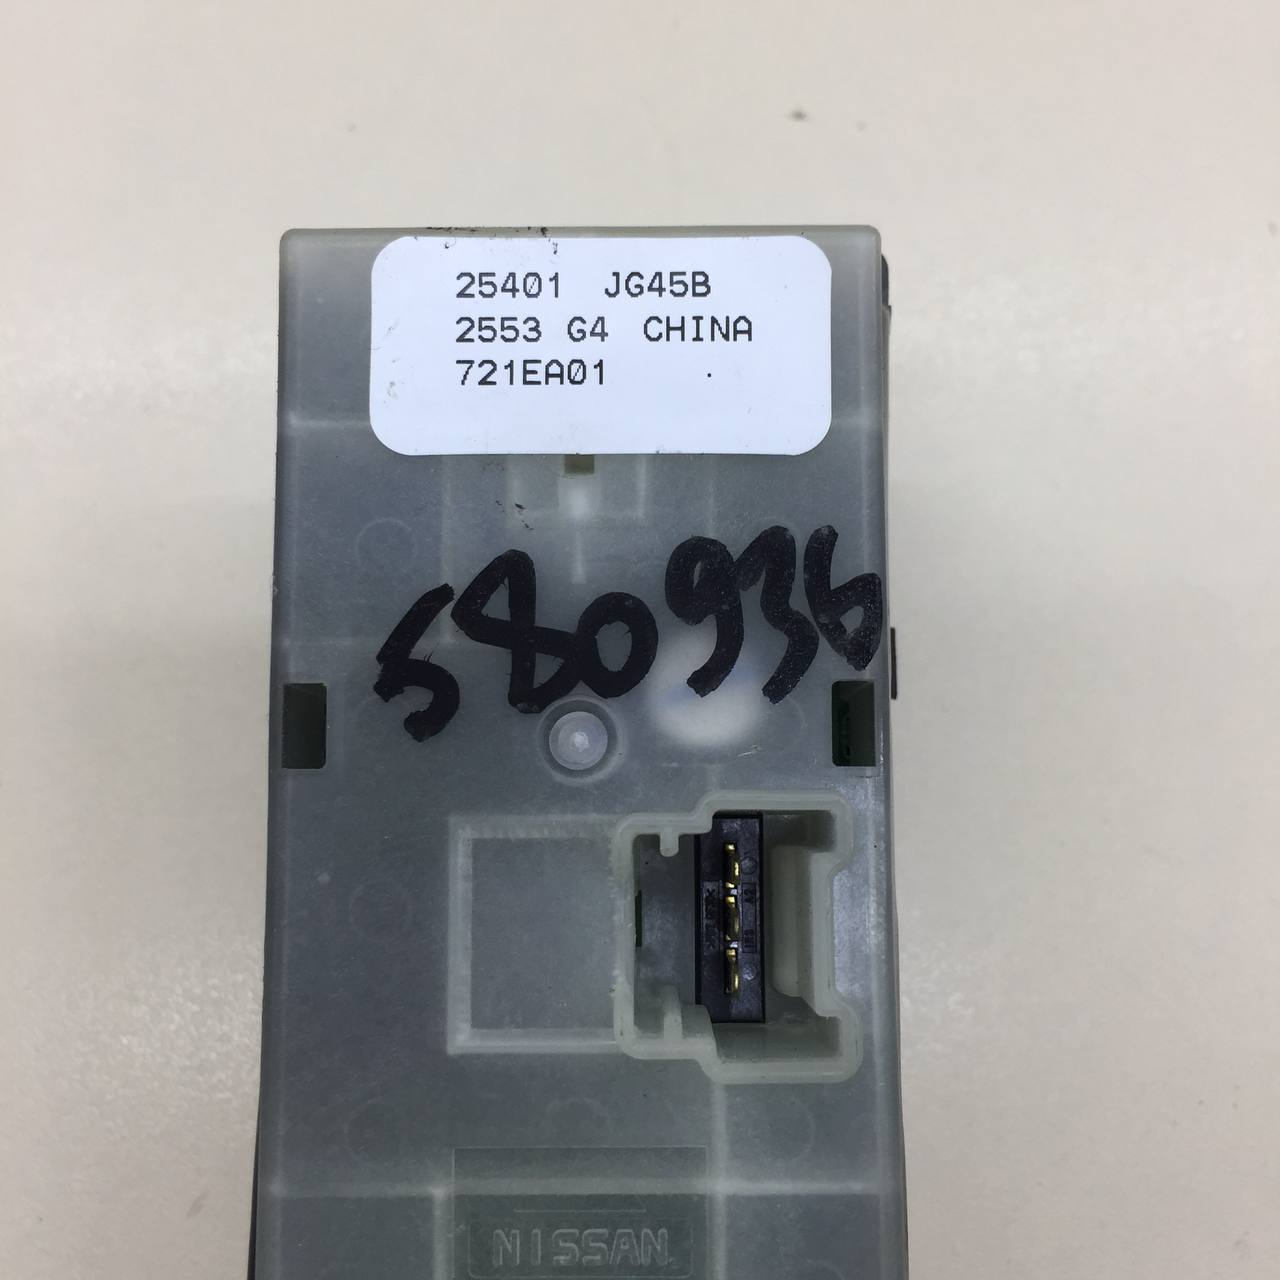 25401 JG45B
2553 G4 CHINA
721EA01
580936
NISSAN